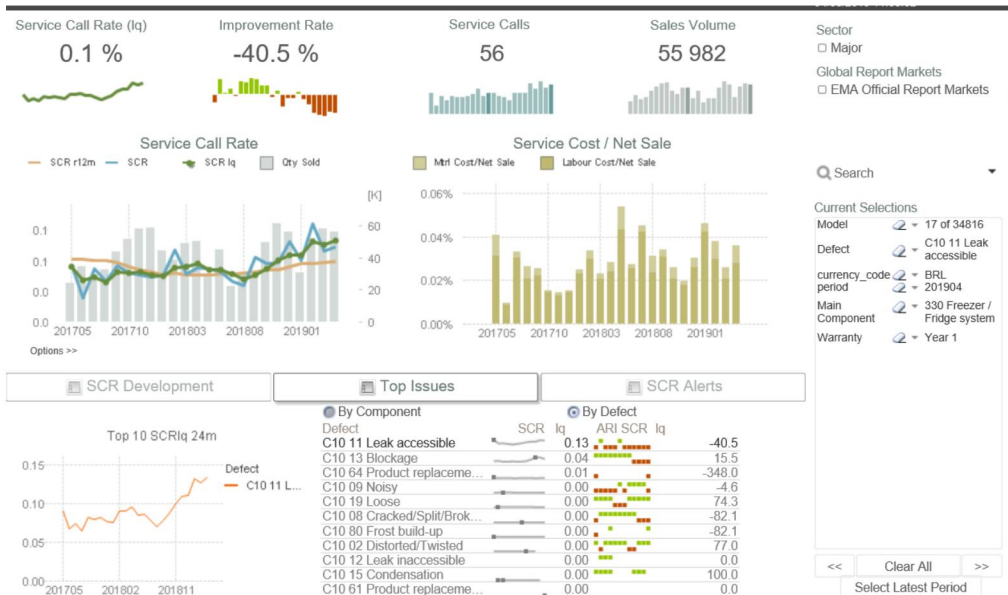 Service Call Rate (lq)
Improvement Rate
Service Calls
Sales Volume
0.1 %
-40.5 %
56
55 982
Sector
Major
Global Report Markets
EMA Official Report Markets
Service Call Rate
SCR r12m
SCR
SCR lq
Qty Sold
[K]
0.1
0.1
0.0
0.0
60
40
20
0
201705
201710
201803
201808
201901
Options >>
Service Cost / Net Sale
Mtrl Cost/Net Sale
Labour Cost/Net Sale
0.06%
0.04%
0.02%
0.00%
201705
201710
201803
201808
201901
Search
Current Selections
Model
17 of 34816
Defect
C10 11 Leak
accessible
currency_code
BRL
period
201904
Main
Component
330 Freezer /
Fridge system
Warranty
Year 1
<<
Clear All
>>
Select Latest Period
SCR Development
Top Issues
SCR Alerts
Top 10 SCRlq 24m
0.15
0.10
0.05
0.00
201705
201802
201811
Defect
C10 11 L...
By Component
By Defect
Defect SCR lq ARI SCR lq
C10 11 Leak accessible 0.13 -40.5
C10 13 Blockage 0.04 15.5
C10 64 Product replaceme... 0.01 -348.0
C10 09 Noisy 0.00 -4.6
C10 19 Loose 0.00 74.3
C10 08 Cracked/Split/Brok... 0.00 -82.1
C10 80 Frost build-up 0.00 -82.1
C10 02 Distorted/Twisted 0.00 77.0
C10 12 Leak inaccessible 0.00 0.0
C10 15 Condensation 0.00 100.0
C10 61 Product replaceme... 0.00 0.0